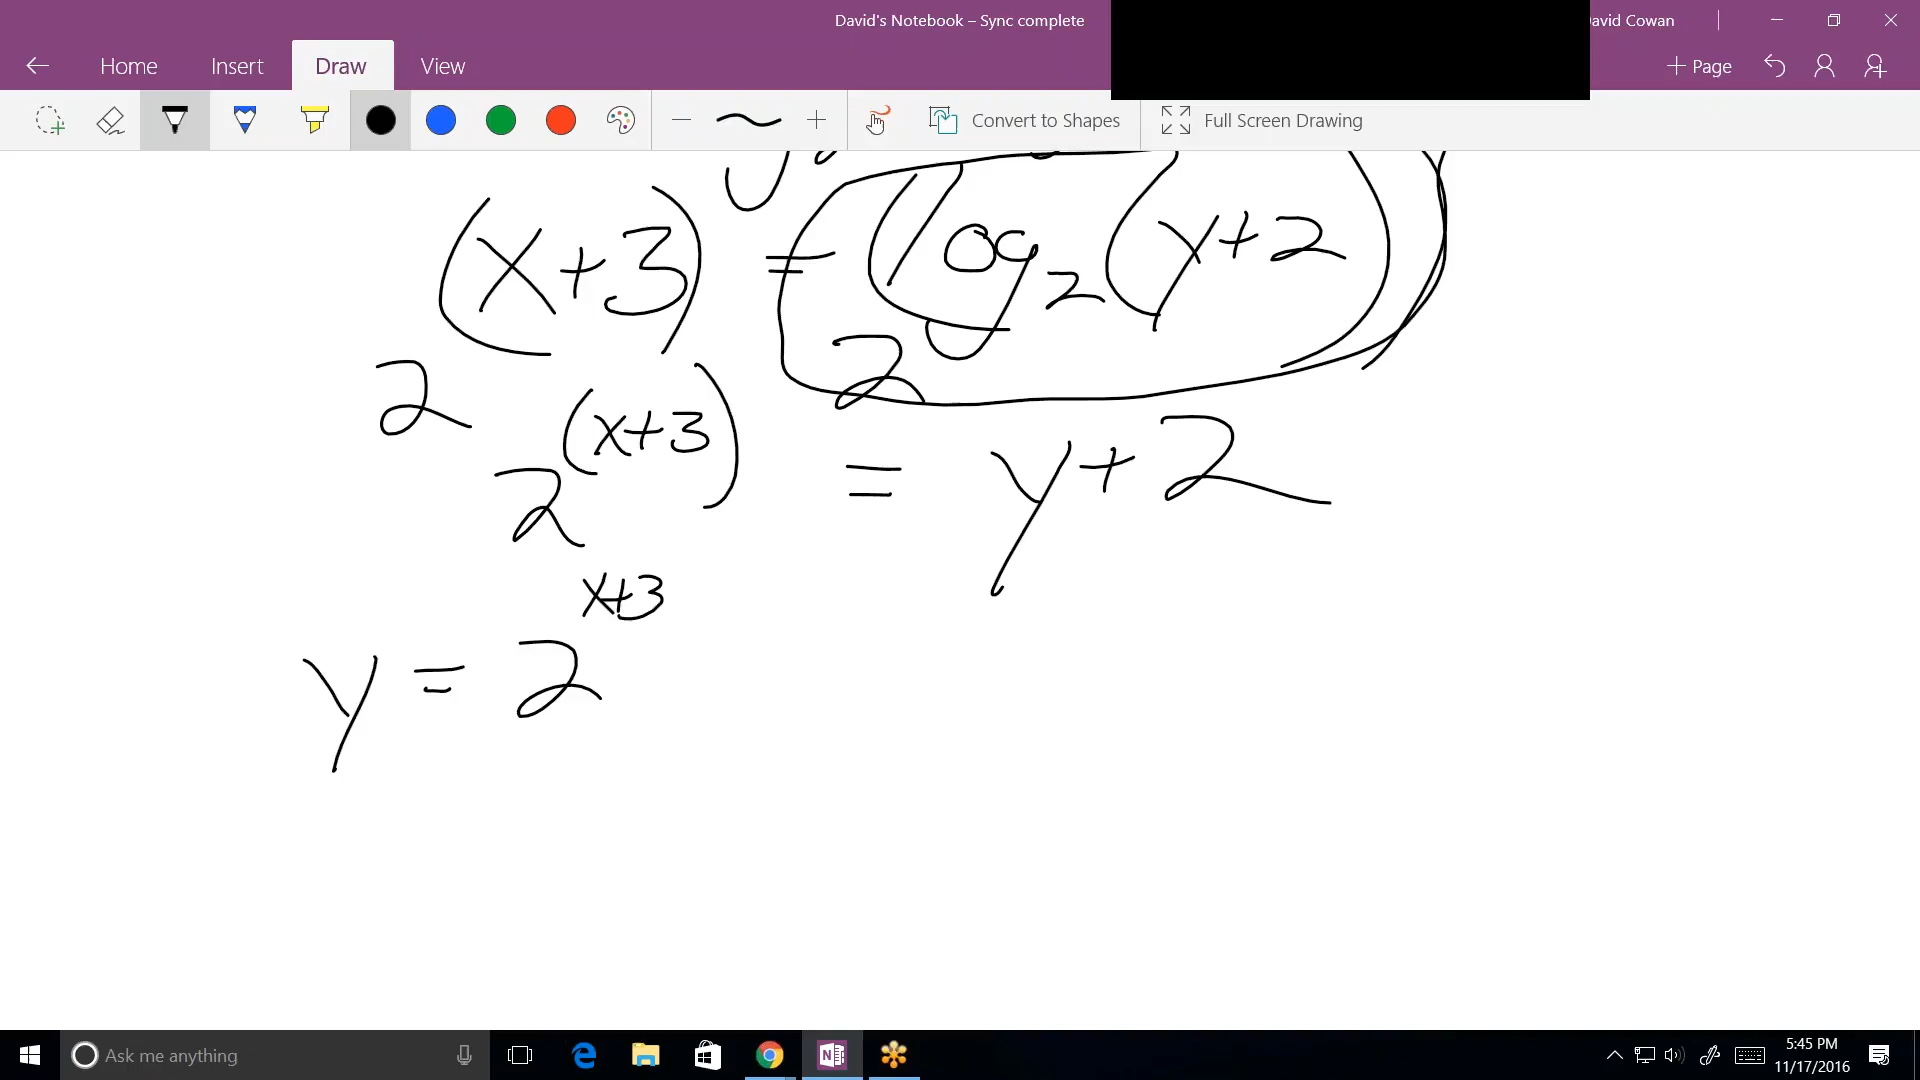 David's Notebook – Sync complete
avid Cowan
Home Insert Draw View
Page
Convert to Shapes Full Screen Drawing
(x+3) = (log₂(y+2))
2 2
2^(x+3) = y+2
y = 2^x+3
Ask me anything
5:45 PM
11/17/2016